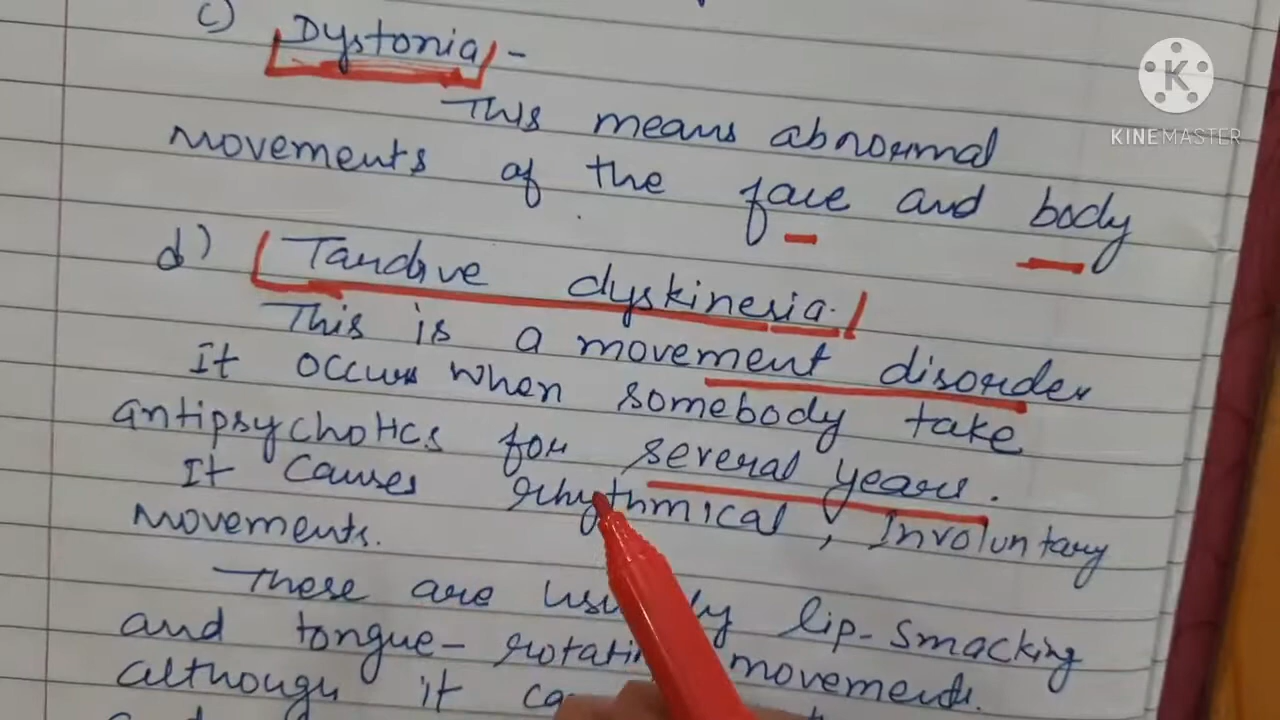 c) Dystonia -
This means abnormal
movements of the face and body
d) Tardive dyskinesia.
This is a movement disorder
It occurs when somebody take
antipsychotics for several years.
It causes rhythmical, involuntary
movements.
These are lip-smacking
and tongue- movements.
although it
K
KINEMASTER